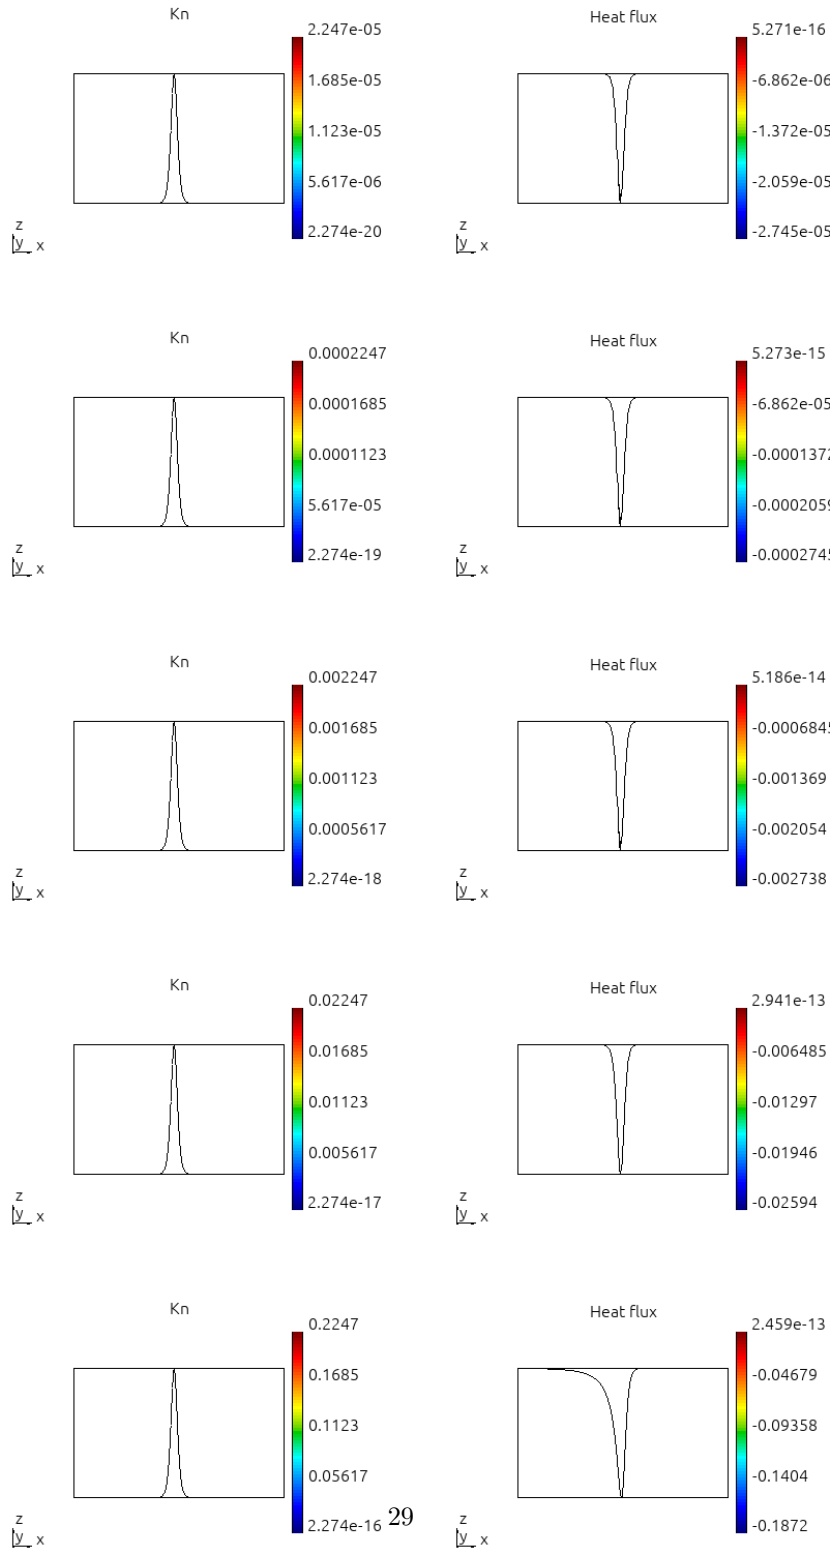 Kn
2.247e-05
1.685e-05
1.123e-05
5.617e-06
2.274e-20
z
y x
Heat flux
5.271e-16
-6.862e-06
-1.372e-05
-2.059e-05
-2.745e-05
z
y x
Kn
0.0002247
0.0001685
0.0001123
5.617e-05
2.274e-19
z
y x
Heat flux
5.273e-15
-6.862e-05
-0.0001372
-0.0002059
-0.0002745
z
y x
Kn
0.002247
0.001685
0.001123
0.0005617
2.274e-18
z
y x
Heat flux
5.186e-14
-0.0006845
-0.001369
-0.002054
-0.002738
z
y x
Kn
0.02247
0.01685
0.01123
0.005617
2.274e-17
z
y x
Heat flux
2.941e-13
-0.006485
-0.01297
-0.01946
-0.02594
z
y x
Kn
0.2247
0.1685
0.1123
0.05617
2.274e-16
z
y x
Heat flux
2.459e-13
-0.04679
-0.09358
-0.1404
-0.1872
z
y x
29